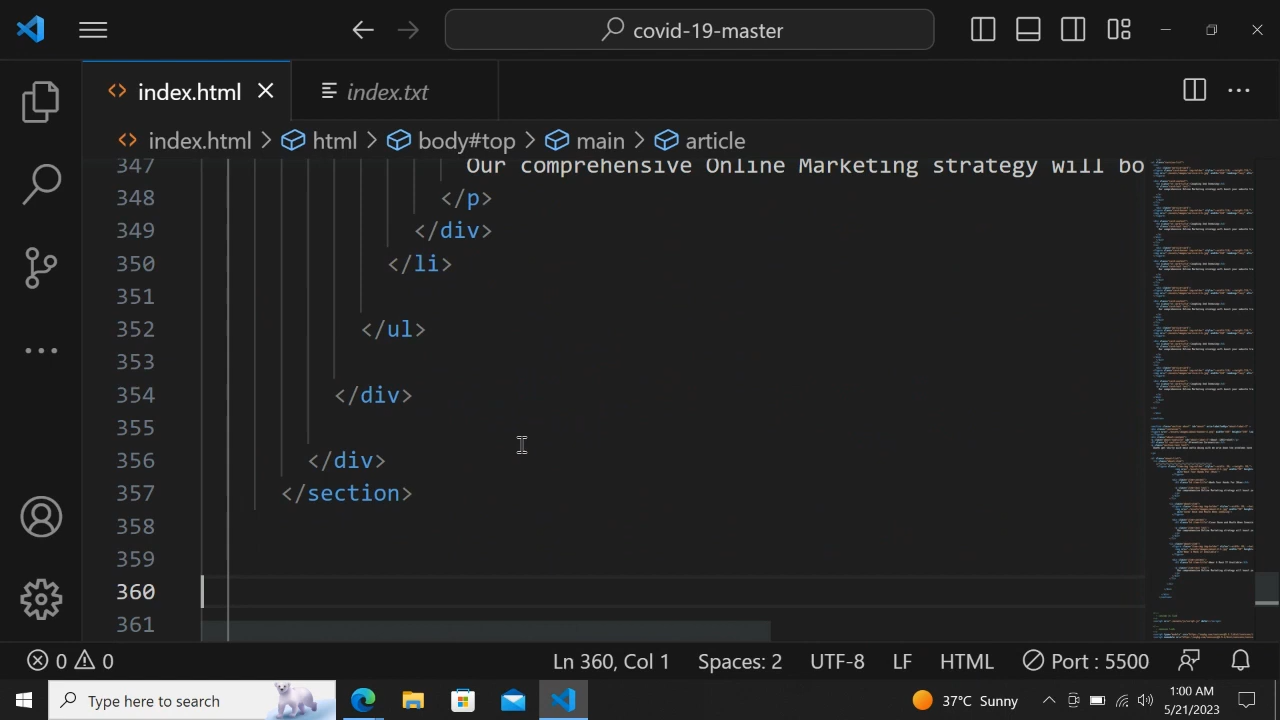 covid-19-master
index.html
index.txt
index.html > html > body#top > main > article
347 Our comprehensive Online Marketing strategy will bo
348 </p>
349 </div>
350 </li>
351
352 </ul>
353
354 </div>
355
356 </div>
357 </section>
358
359
360
361
0 0 Ln 360, Col 1 Spaces: 2 UTF-8 LF HTML Port : 5500
Type here to search
37°C Sunny
1:00 AM
5/21/2023